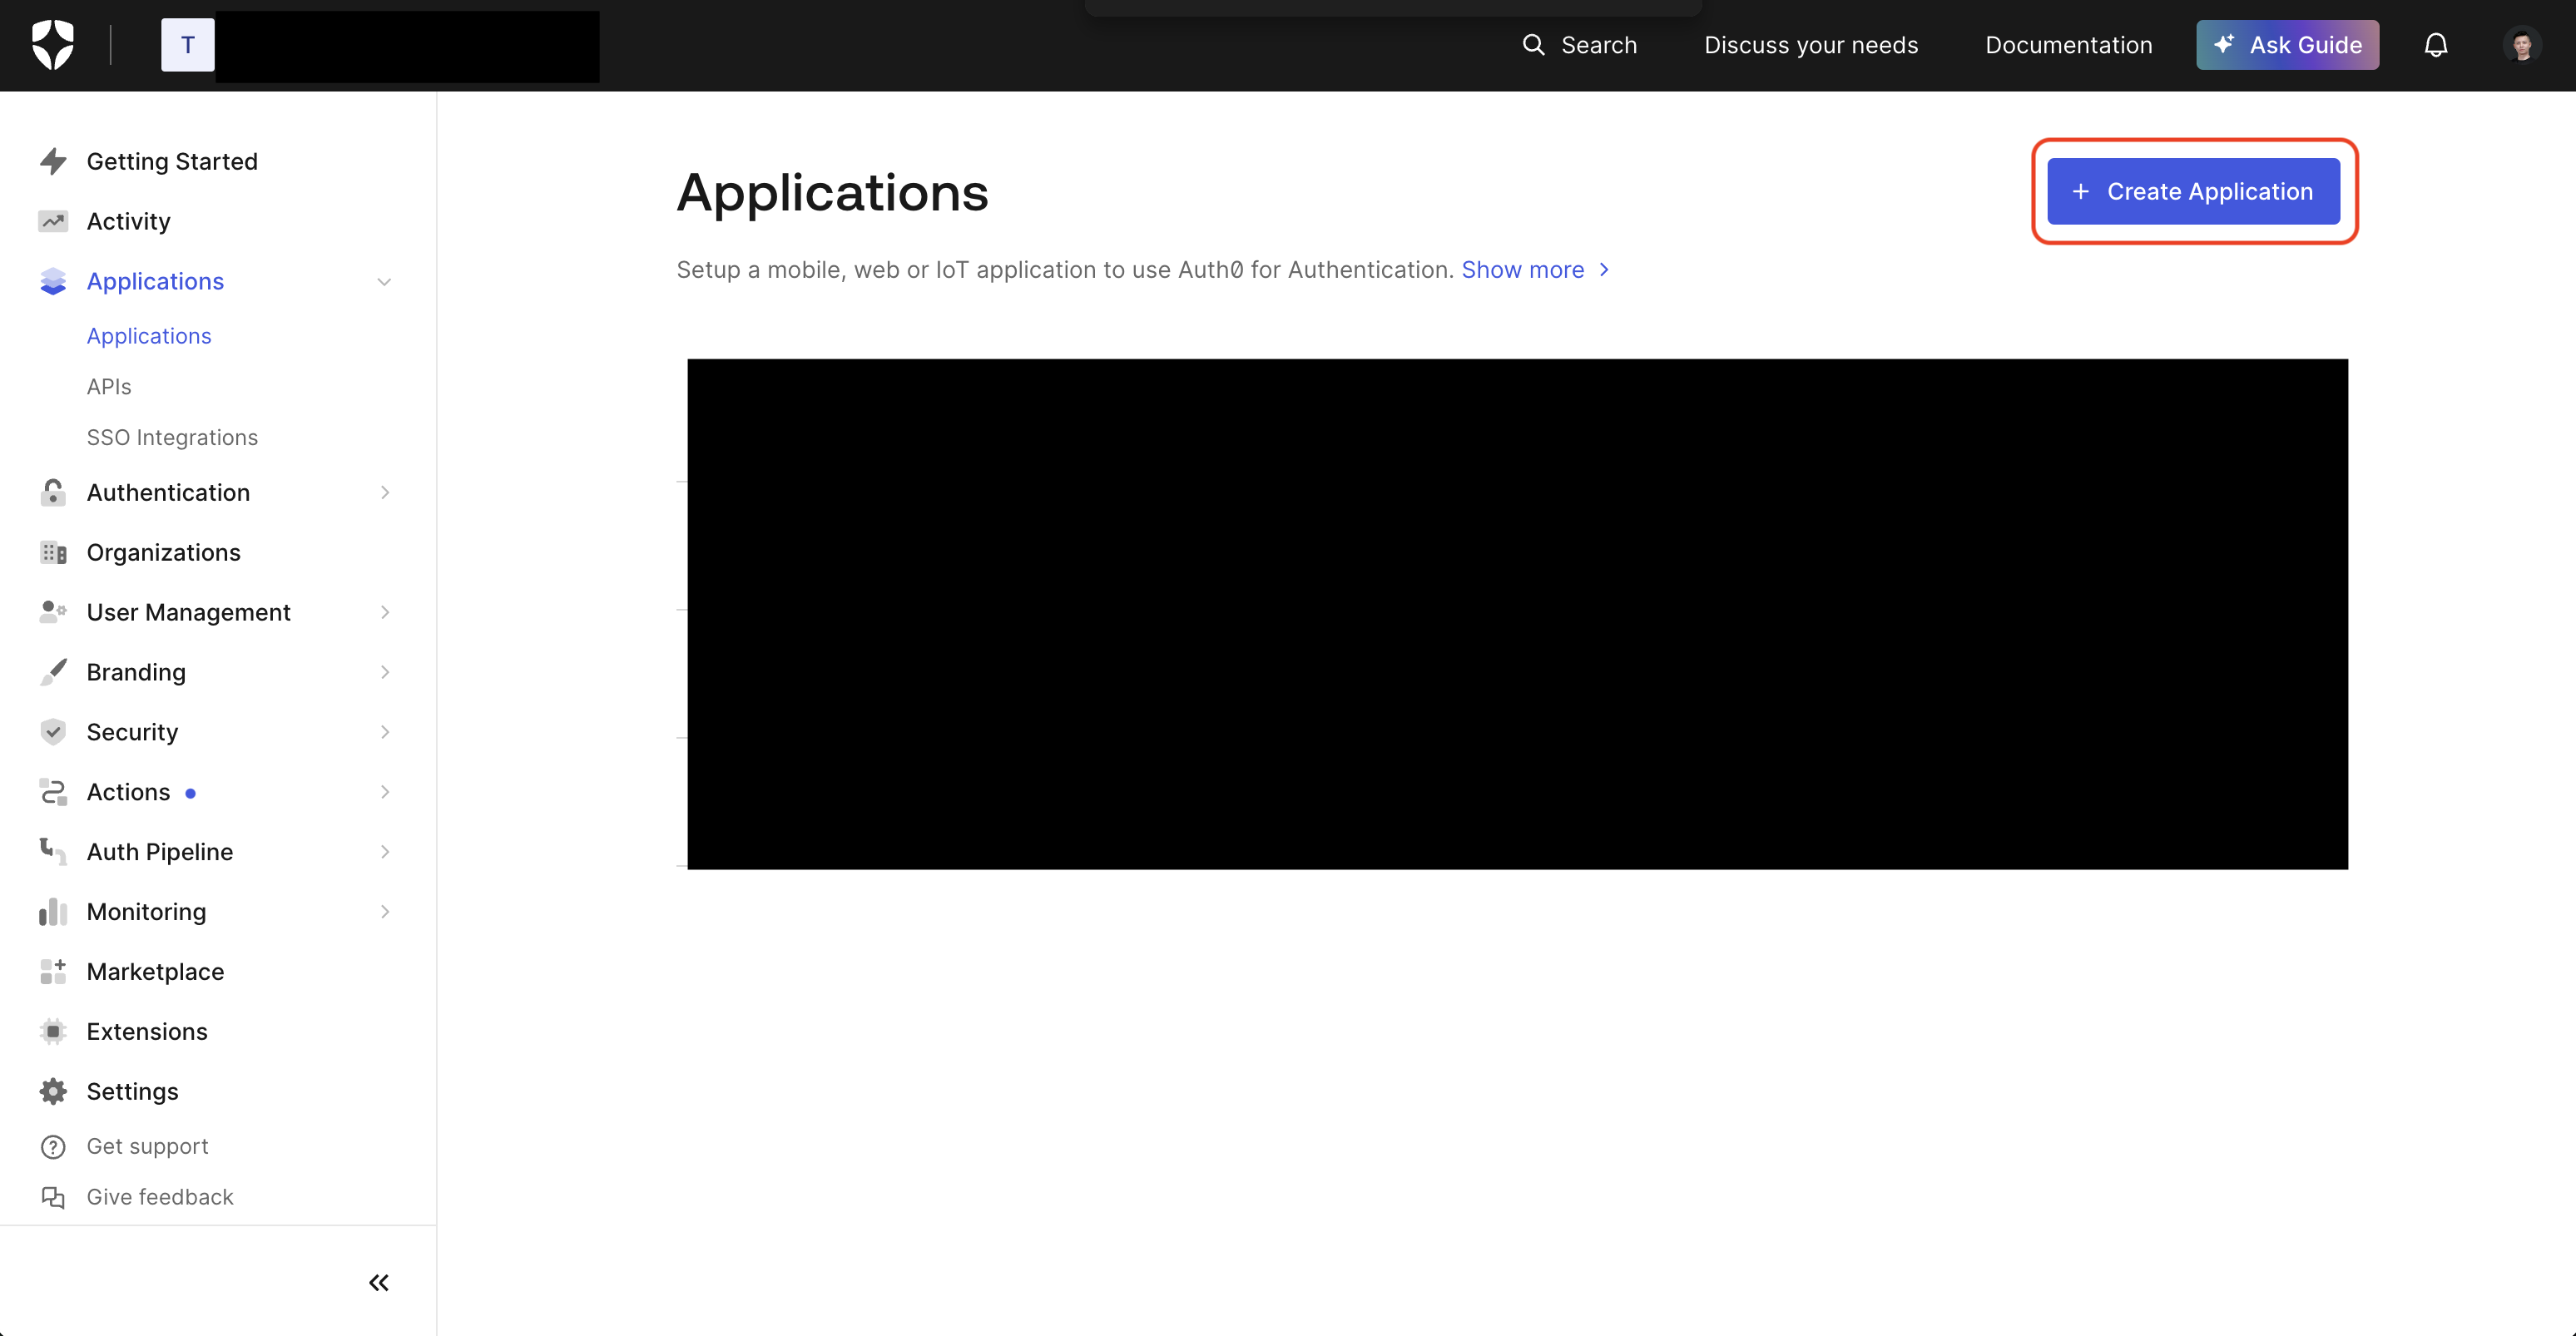 T
Search
Discuss your needs
Documentation
Ask Guide
Getting Started
Activity
Applications
Applications
APIs
SSO Integrations
Authentication
Organizations
User Management
Branding
Security
Actions
Auth Pipeline
Monitoring
Marketplace
Extensions
Settings
Get support
Give feedback
Applications
+ Create Application
Setup a mobile, web or IoT application to use Auth0 for Authentication. Show more